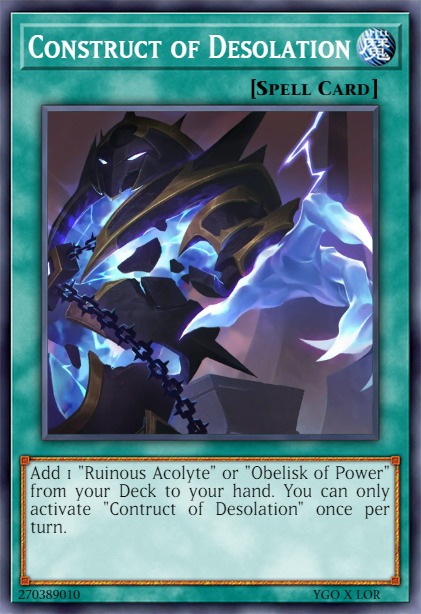 CONSTRUCT OF DESOLATION
魔
[SPELL CARD]
Add 1 "Ruinous Acolyte" or "Obelisk of Power"
from your Deck to your hand. You can only
activate "Contruct of Desolation" once per
turn.
270389010
YGO X LOR